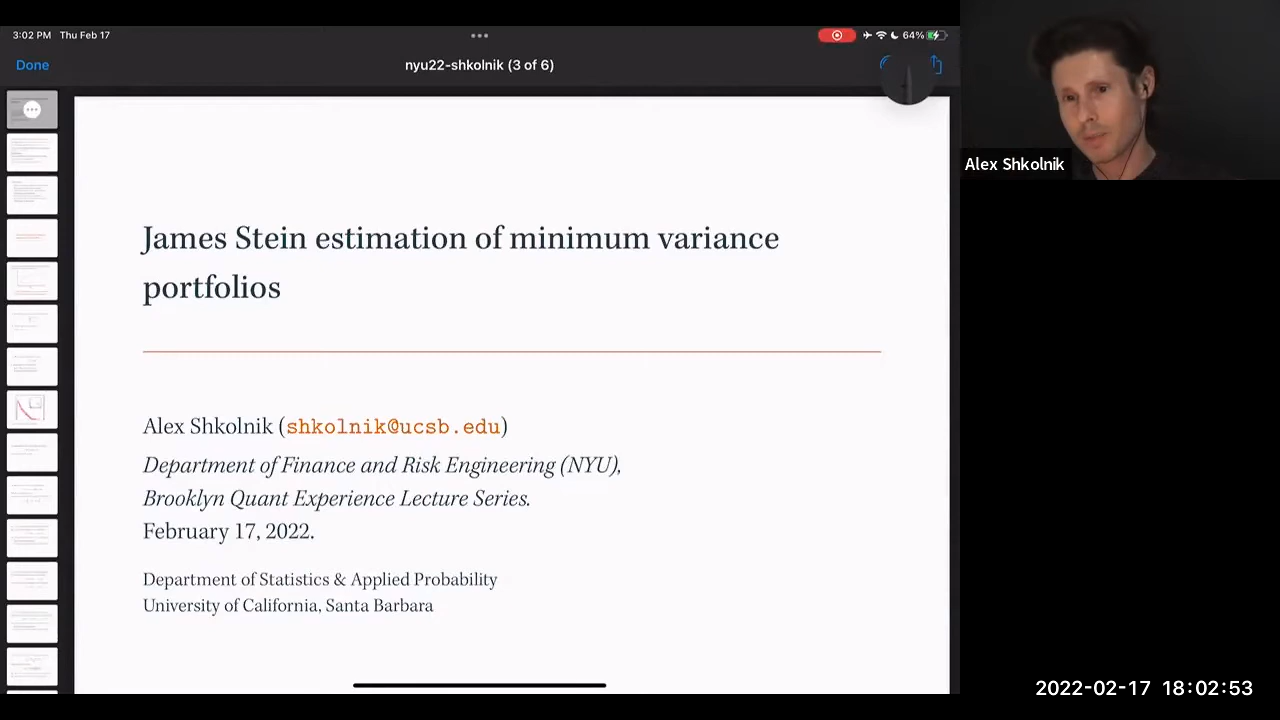 3:02 PM Thu Feb 17
64%
Done
nyu22-shkolnik (3 of 6)
James Stein estimation of minimum variance
portfolios
Alex Shkolnik (shkolnik@ucsb.edu)
Department of Finance and Risk Engineering (NYU),
Brooklyn Quant Experience Lecture Series.
February 17, 2022.
Department of Statistics & Applied Probability
University of California, Santa Barbara
Alex Shkolnik
2022-02-17 18:02:53